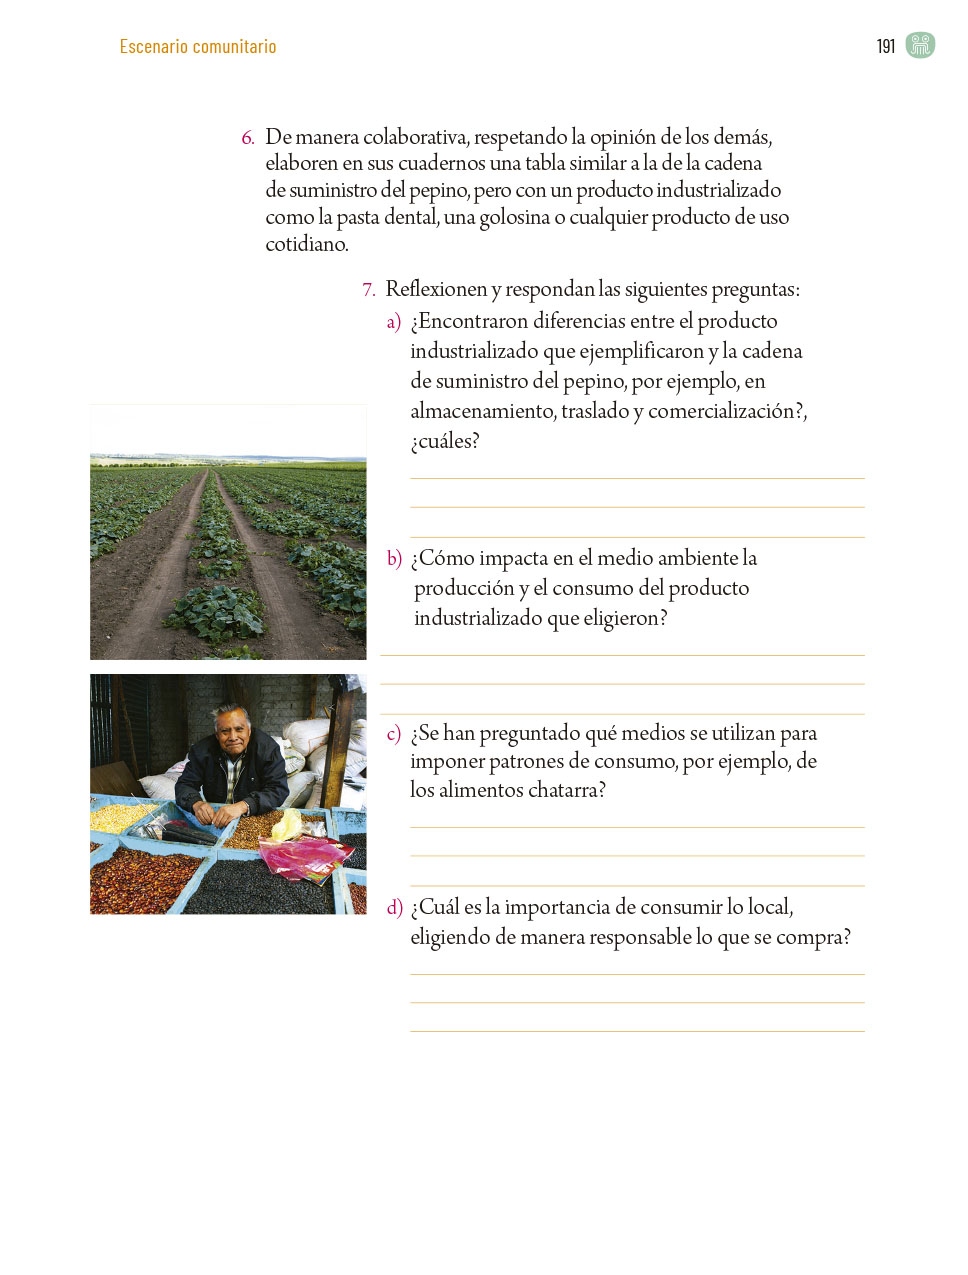 Escenario comunitario
191
6. De manera colaborativa, respetando la opinión de los demás,
elaboren en sus cuadernos una tabla similar a la de la cadena
de suministro del pepino, pero con un producto industrializado
como la pasta dental, una golosina o cualquier producto de uso
cotidiano.
7. Reflexionen y respondan las siguientes preguntas:
a) ¿Encontraron diferencias entre el producto
industrializado que ejemplificaron y la cadena
de suministro del pepino, por ejemplo, en
almacenamiento, traslado y comercialización?,
¿cuáles?
b) ¿Cómo impacta en el medio ambiente la
producción y el consumo del producto
industrializado que eligieron?
c) ¿Se han preguntado qué medios se utilizan para
imponer patrones de consumo, por ejemplo, de
los alimentos chatarra?
d) ¿Cuál es la importancia de consumir lo local,
eligiendo de manera responsable lo que se compra?